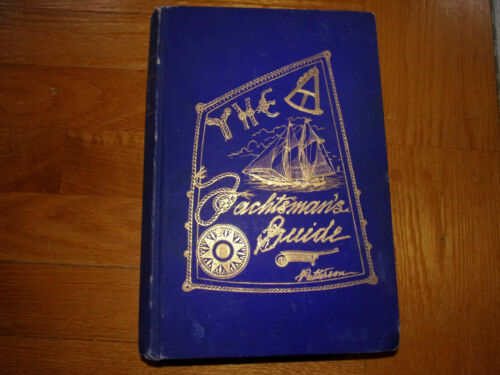 THE
Yachtsman's
Guide
Patterson